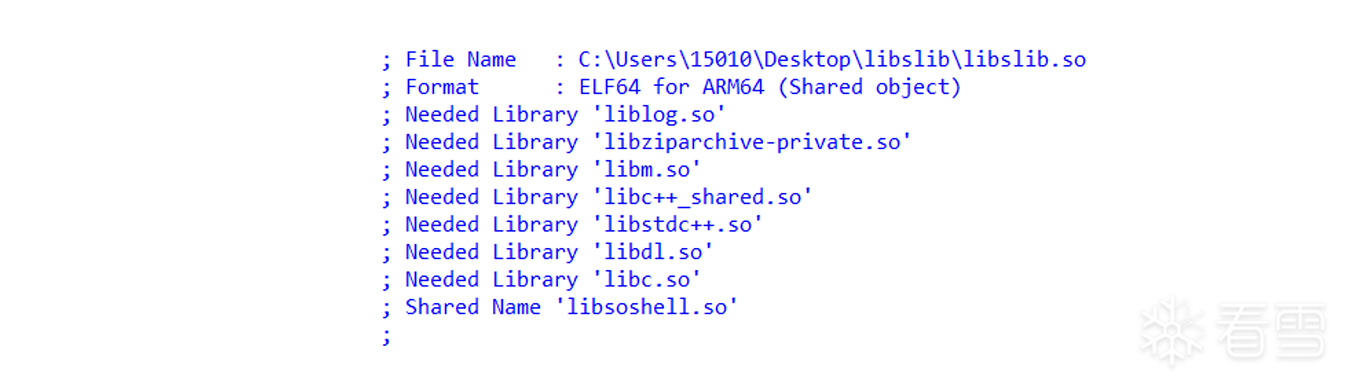 ; File Name   : C:\Users\15010\Desktop\libslib\libslib.so
; Format      : ELF64 for ARM64 (Shared object)
; Needed Library 'liblog.so'
; Needed Library 'libziparchive-private.so'
; Needed Library 'libm.so'
; Needed Library 'libc++_shared.so'
; Needed Library 'libstdc++.so'
; Needed Library 'libdl.so'
; Needed Library 'libc.so'
; Shared Name 'libsoshell.so'
;
看雪